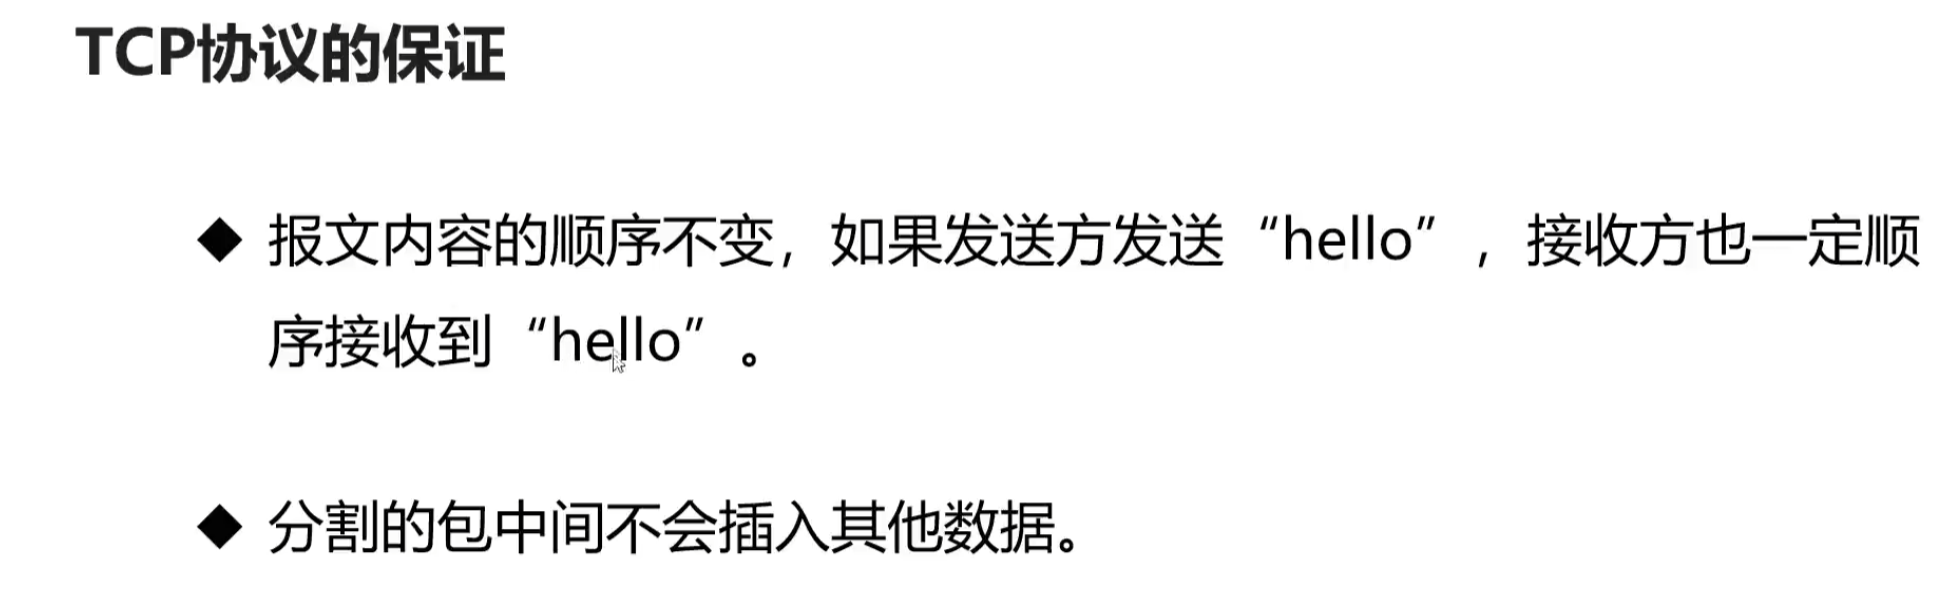 TCP协议的保证
◆ 报文内容的顺序不变，如果发送方发送“hello”，接收方也一定顺
序接收到“hello”。
◆ 分割的包中间不会插入其他数据。